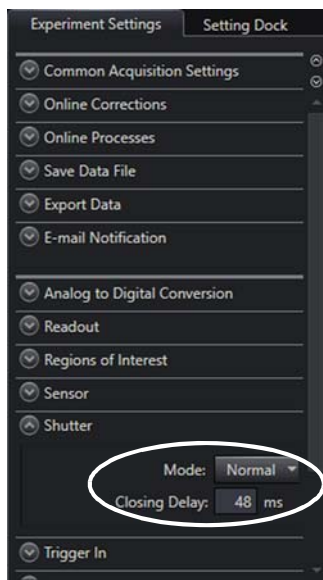 Experiment Settings Setting Dock
Common Acquisition Settings
Online Corrections
Online Processes
Save Data File
Export Data
E-mail Notification
Analog to Digital Conversion
Readout
Regions of Interest
Sensor
Shutter
Mode: Normal
Closing Delay: 48 ms
Trigger In